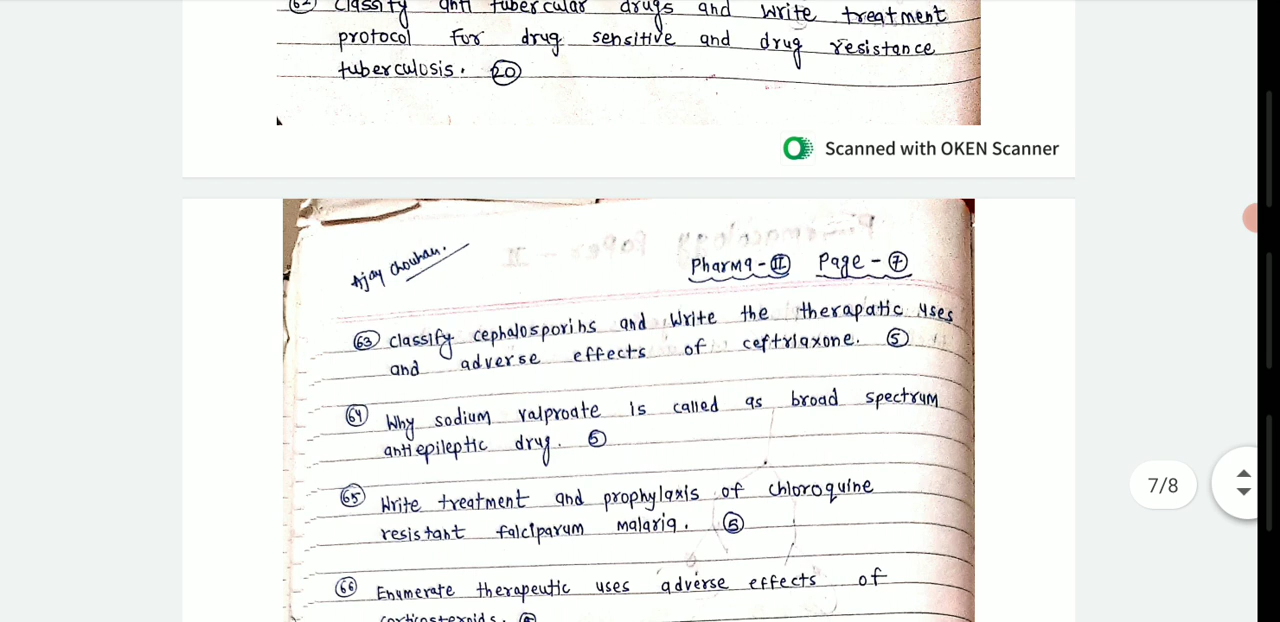 62 classify anti tubercular drugs and write treatment
protocol for drug sensitive and drug resistance
tuberculosis. 20
Scanned with OKEN Scanner
Ajay Chouhan.
Pharma - II Page - 7
63 classify cephalosporins and Write the therapatic uses
and adverse effects of ceftriaxone. 5
64 Why sodium valproate is called as broad spectrum
antiepileptic drug. 5
65 Write treatment and prophylaxis of chloroquine
resistant falciparum malaria. 5
7/8
66 Enumerate therapeutic uses adverse effects of
corticosteroids.